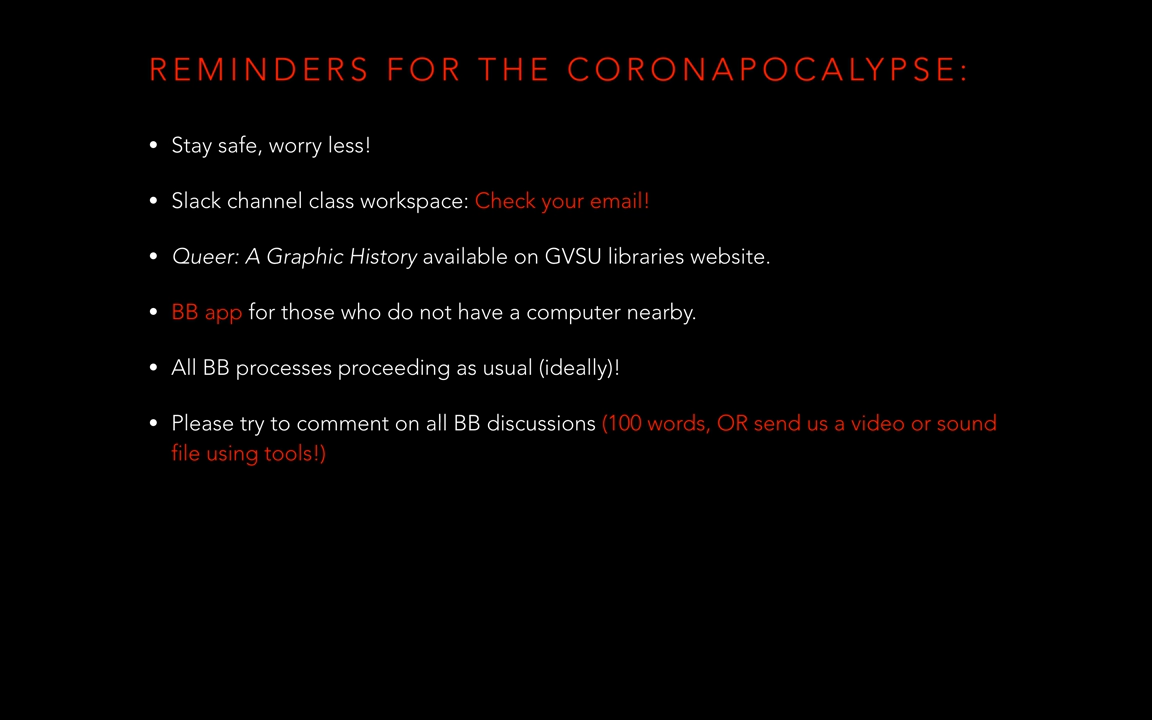 REMINDERS FOR THE CORONAPOCALYPSE:
• Stay safe, worry less!
• Slack channel class workspace: Check your email!
• Queer: A Graphic History available on GVSU libraries website.
• BB app for those who do not have a computer nearby.
• All BB processes proceeding as usual (ideally)!
• Please try to comment on all BB discussions (100 words, OR send us a video or sound
file using tools!)